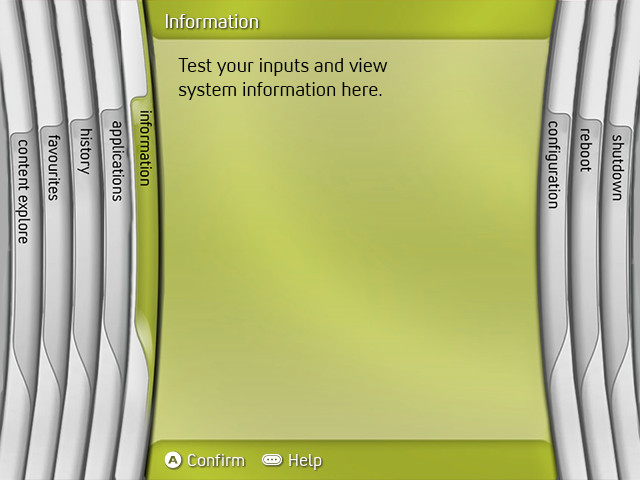 Information
Test your inputs and view
system information here.
content explore
favourites
history
applications
information
configuration
reboot
shutdown
A Confirm
Help